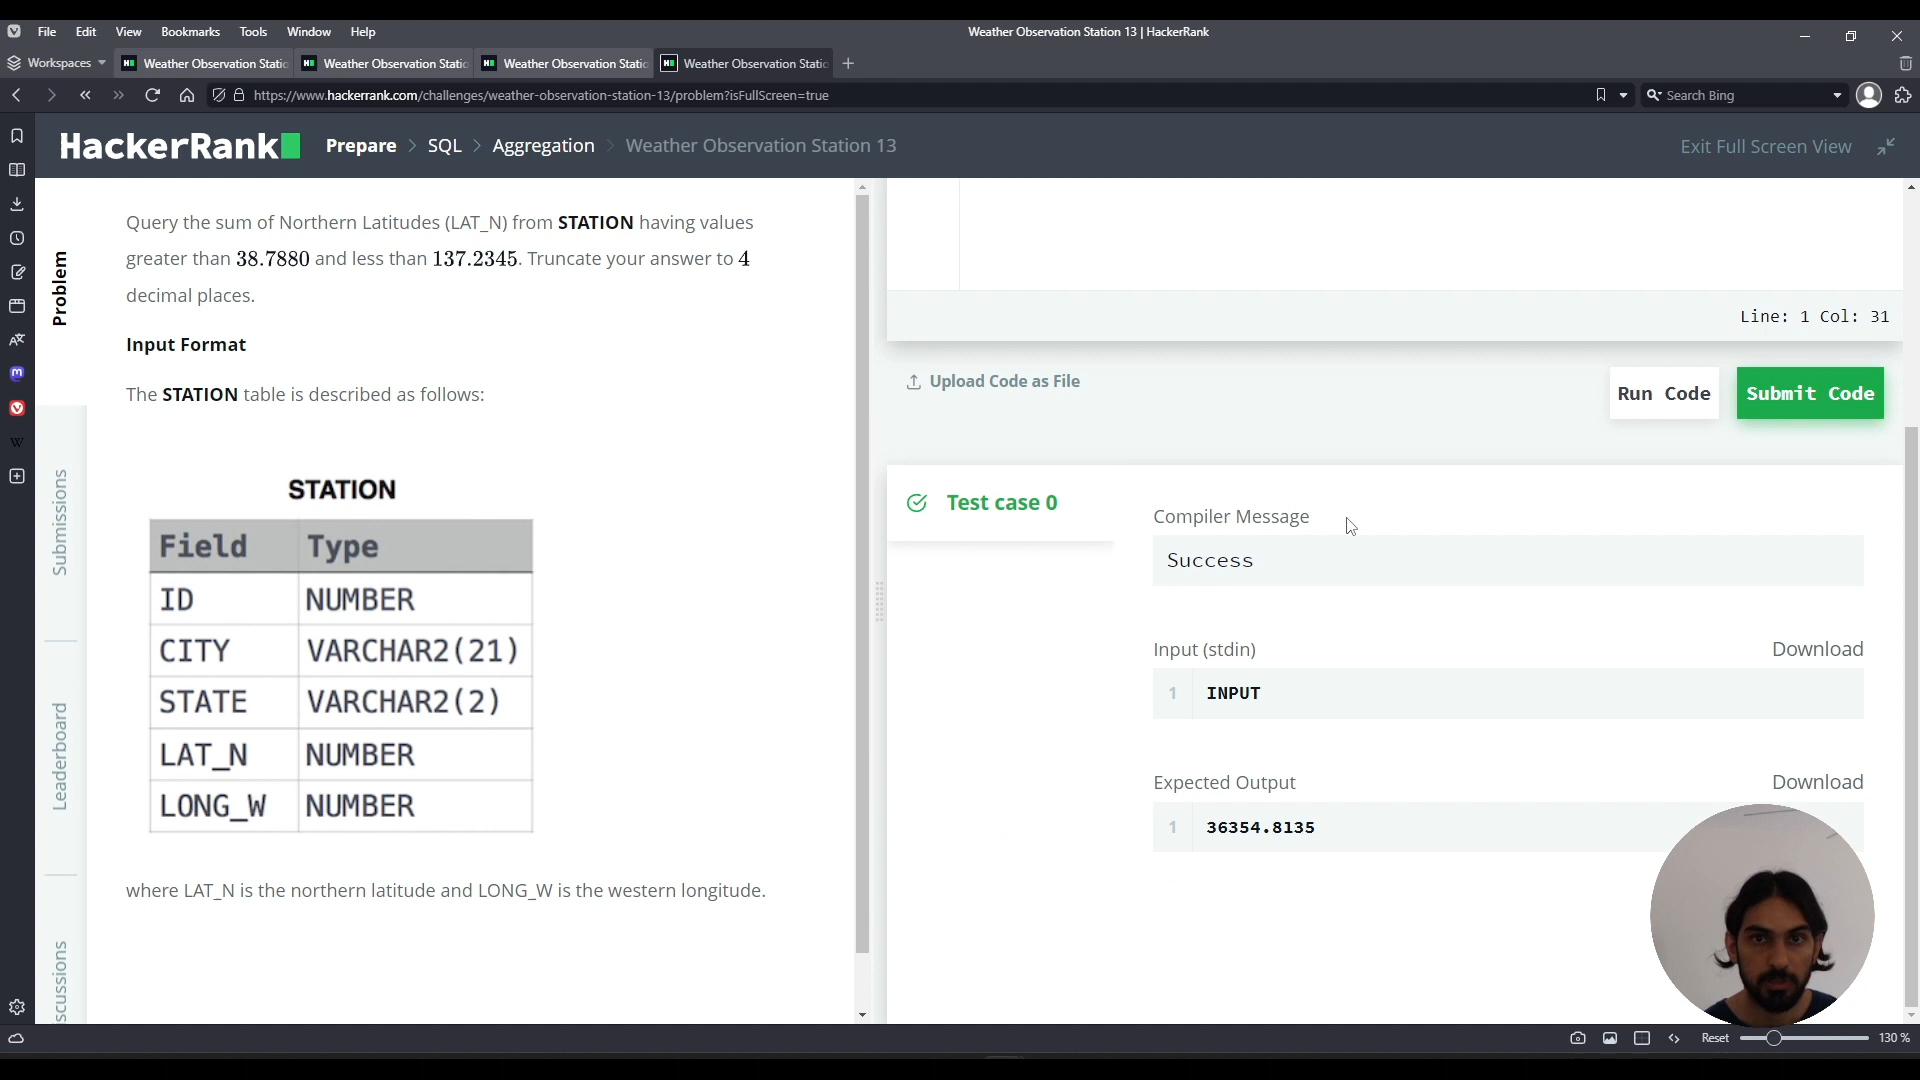 File Edit View Bookmarks Tools Window Help
Weather Observation Station 13 | HackerRank
Workspaces
Weather Observation Static
Weather Observation Static
Weather Observation Static
Weather Observation Static
https://www.hackerrank.com/challenges/weather-observation-station-13/problem?isFullScreen=true
Search Bing
HackerRank
Prepare > SQL > Aggregation > Weather Observation Station 13
Exit Full Screen View
Problem
Submissions
Leaderboard
scussions
Query the sum of Northern Latitudes (LAT_N) from STATION having values
greater than 38.7880 and less than 137.2345. Truncate your answer to 4
decimal places.
Input Format
The STATION table is described as follows:
STATION
Field Type
ID NUMBER
CITY VARCHAR2(21)
STATE VARCHAR2(2)
LAT_N NUMBER
LONG_W NUMBER
where LAT_N is the northern latitude and LONG_W is the western longitude.
Line: 1 Col: 31
Upload Code as File
Run Code
Submit Code
Test case 0
Compiler Message
Success
Input (stdin)
Download
1 INPUT
Expected Output
Download
1 36354.8135
Reset
130 %